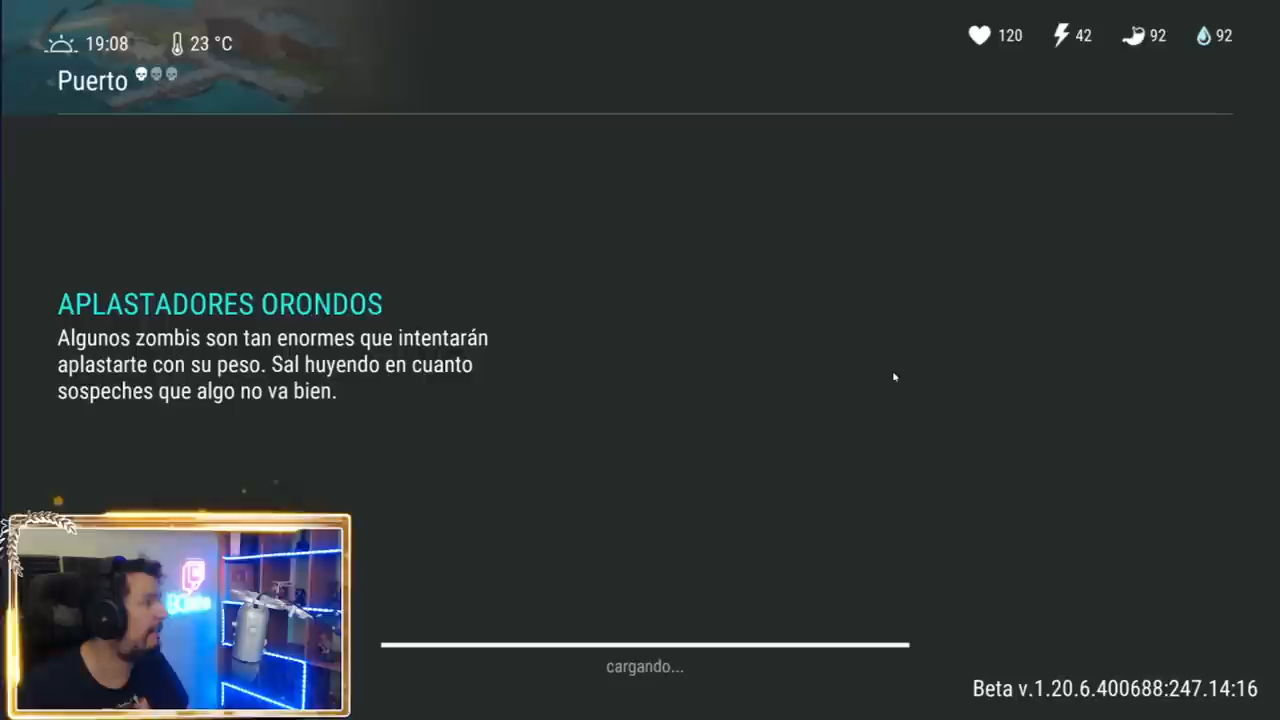 19:08 23 °C
120 42 92 92
Puerto
APLASTADORES ORONDOS
Algunos zombis son tan enormes que intentarán
aplastarte con su peso. Sal huyendo en cuanto
sospeches que algo no va bien.
cargando...
Beta v.1.20.6.400688:247.14:16